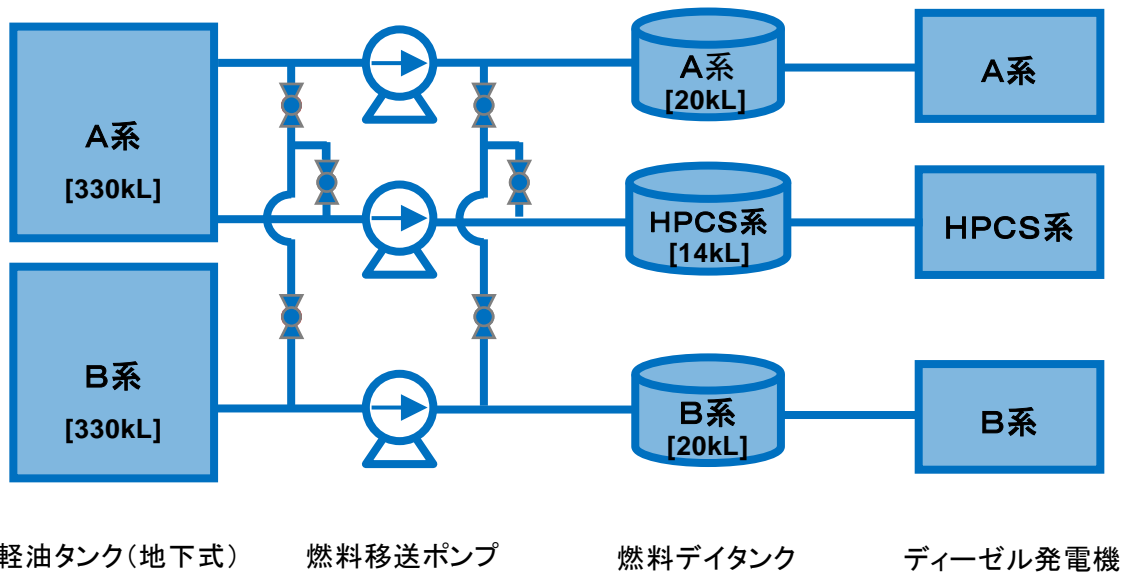 A系
[330kL]
A系
[20kL]
A系
HPCS系
[14kL]
HPCS系
B系
[330kL]
B系
[20kL]
B系
軽油タンク(地下式)
燃料移送ポンプ
燃料デイタンク
ディーゼル発電機